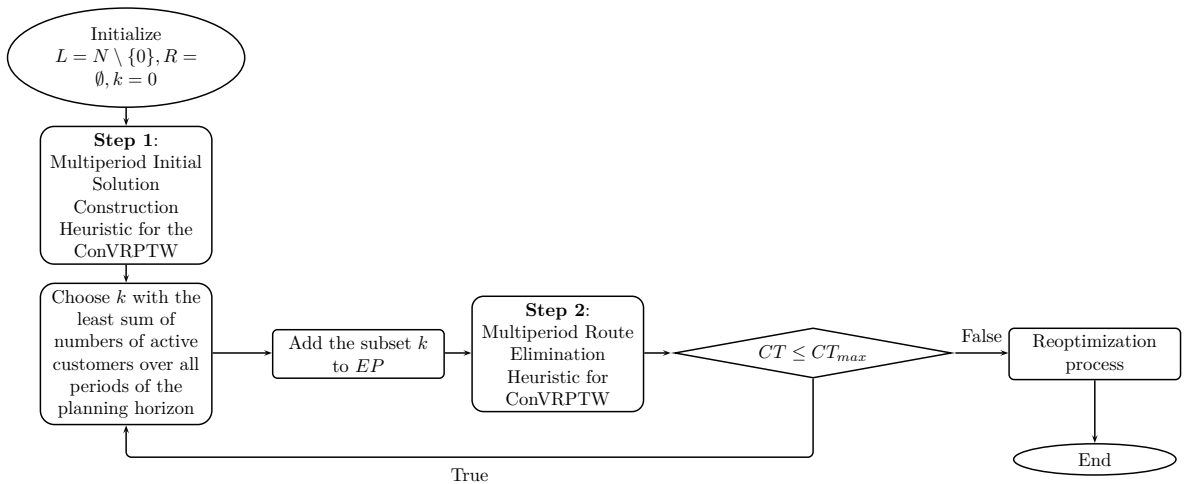 Initialize
L = N \ {0}, R =
∅, k = 0
Step 1:
Multiperiod Initial
Solution
Construction
Heuristic for the
ConVRPTW
Choose k with the
least sum of
numbers of active
customers over all
periods of the
planning horizon
Add the subset k
to EP
Step 2:
Multiperiod Route
Elimination
Heuristic for
ConVRPTW
CT ≤ CTmax
False
Reoptimization
process
True
End